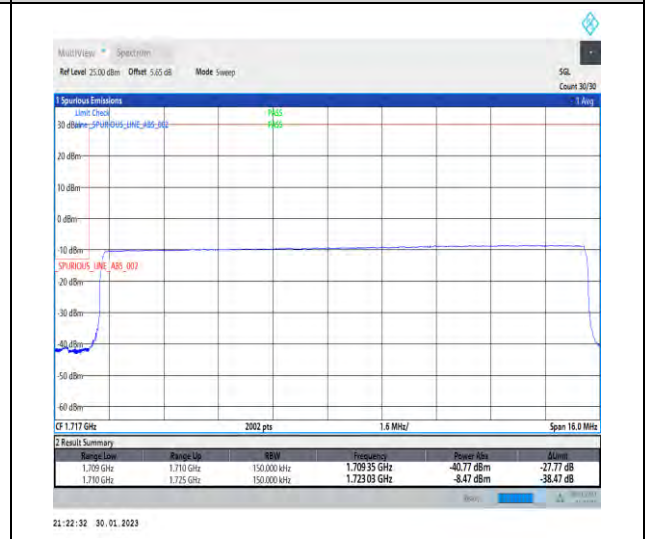 MultiView Spectrum
Ref Level 25.00 dBm Offset 5.65 dB Mode Sweep SGL
Count 30/30
1 Spurious Emissions 1 Avg
Limit Check PASS
30 dBm Line _SPURIOUS_LINE_ABS_002 PASS
20 dBm
10 dBm
0 dBm
-10 dBm
SPURIOUS_LINE_ABS_002
-20 dBm
-30 dBm
-40 dBm
-50 dBm
-60 dBm
CF 1.717 GHz 2002 pts 1.6 MHz/ Span 16.0 MHz
2 Result Summary
Range Low Range Up RBW Frequency Power Abs ΔLimit
1.709 GHz 1.710 GHz 150.000 kHz 1.709 35 GHz -40.77 dBm -27.77 dB
1.710 GHz 1.725 GHz 150.000 kHz 1.723 03 GHz -8.47 dBm -38.47 dB
21:22:32 30.01.2023